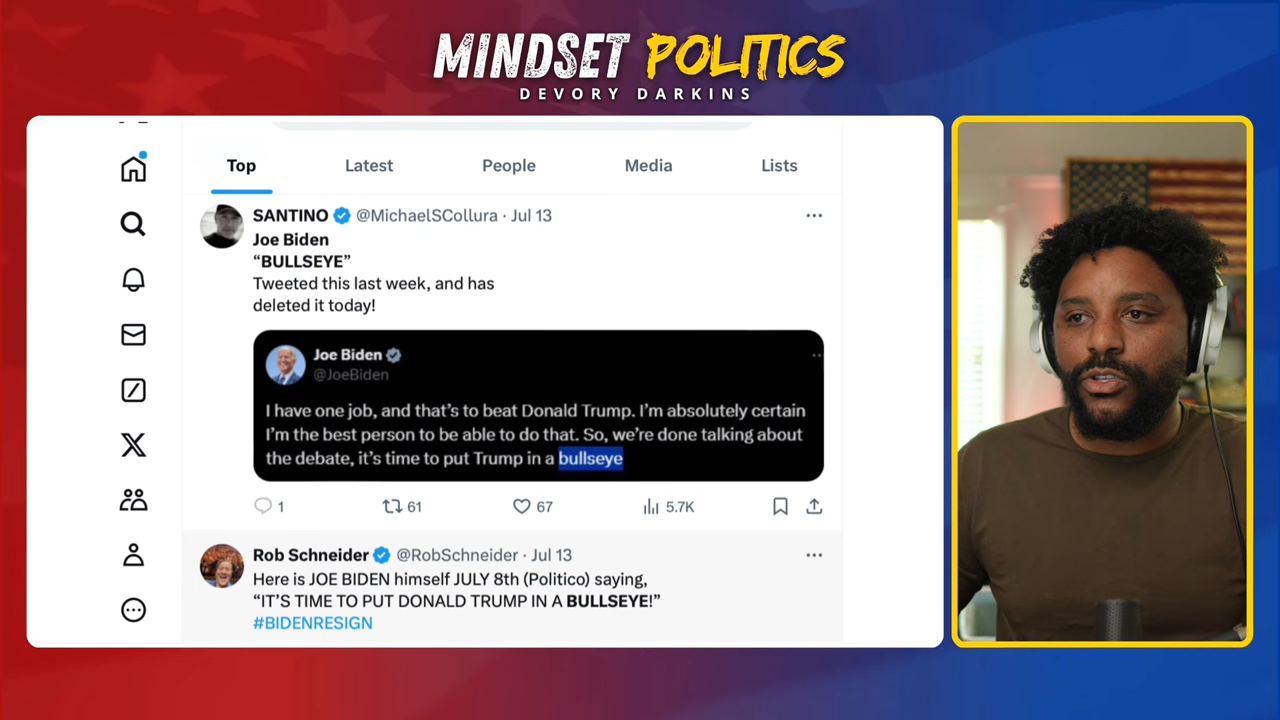 MINDSET POLITICS
DEVORY DARKINS
Top Latest People Media Lists
SANTINO @MichaelSCollura · Jul 13
Joe Biden
“BULLSEYE”
Tweeted this last week, and has
deleted it today!
Joe Biden
@JoeBiden
I have one job, and that’s to beat Donald Trump. I’m absolutely certain
I’m the best person to be able to do that. So, we’re done talking about
the debate, it’s time to put Trump in a bullseye
1 61 67 5.7K
Rob Schneider @RobSchneider · Jul 13
Here is JOE BIDEN himself JULY 8th (Politico) saying,
“IT’S TIME TO PUT DONALD TRUMP IN A BULLSEYE!”
#BIDENRESIGN